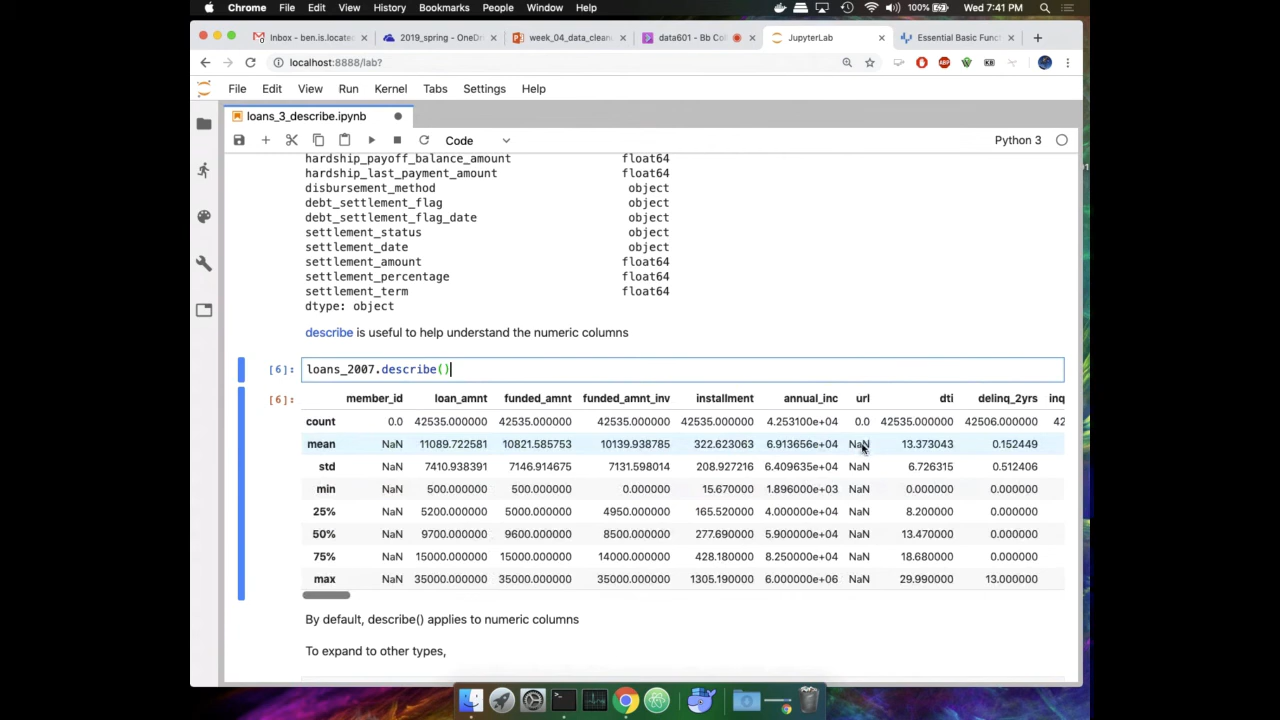 Chrome File Edit View History Bookmarks People Window Help 100% Wed 7:41 PM
Inbox - ben.is.locate × 2019_spring - OneDri × week_04_data_clean × data601 - Bb Col × JupyterLab × Essential Basic Func × +
localhost:8888/lab?
File Edit View Run Kernel Tabs Settings Help
loans_3_describe.ipynb
Code Python 3
hardship_payoff_balance_amount float64
hardship_last_payment_amount float64
disbursement_method object
debt_settlement_flag object
debt_settlement_flag_date object
settlement_status object
settlement_date object
settlement_amount float64
settlement_percentage float64
settlement_term float64
dtype: object
describe is useful to help understand the numeric columns
[6]: loans_2007.describe()
[6]: member_id loan_amnt funded_amnt funded_amnt_inv installment annual_inc url dti delinq_2yrs inq
count 0.0 42535.000000 42535.000000 42535.000000 42535.000000 4.253100e+04 0.0 42535.000000 42506.000000 42
mean NaN 11089.722581 10821.585753 10139.938785 322.623063 6.913656e+04 NaN 13.373043 0.152449
std NaN 7410.938391 7146.914675 7131.598014 208.927216 6.409635e+04 NaN 6.726315 0.512406
min NaN 500.000000 500.000000 0.000000 15.670000 1.896000e+03 NaN 0.000000 0.000000
25% NaN 5200.000000 5000.000000 4950.000000 165.520000 4.000000e+04 NaN 8.200000 0.000000
50% NaN 9700.000000 9600.000000 8500.000000 277.690000 5.900000e+04 NaN 13.470000 0.000000
75% NaN 15000.000000 15000.000000 14000.000000 428.180000 8.250000e+04 NaN 18.680000 0.000000
max NaN 35000.000000 35000.000000 35000.000000 1305.190000 6.000000e+06 NaN 29.990000 13.000000
By default, describe() applies to numeric columns
To expand to other types,